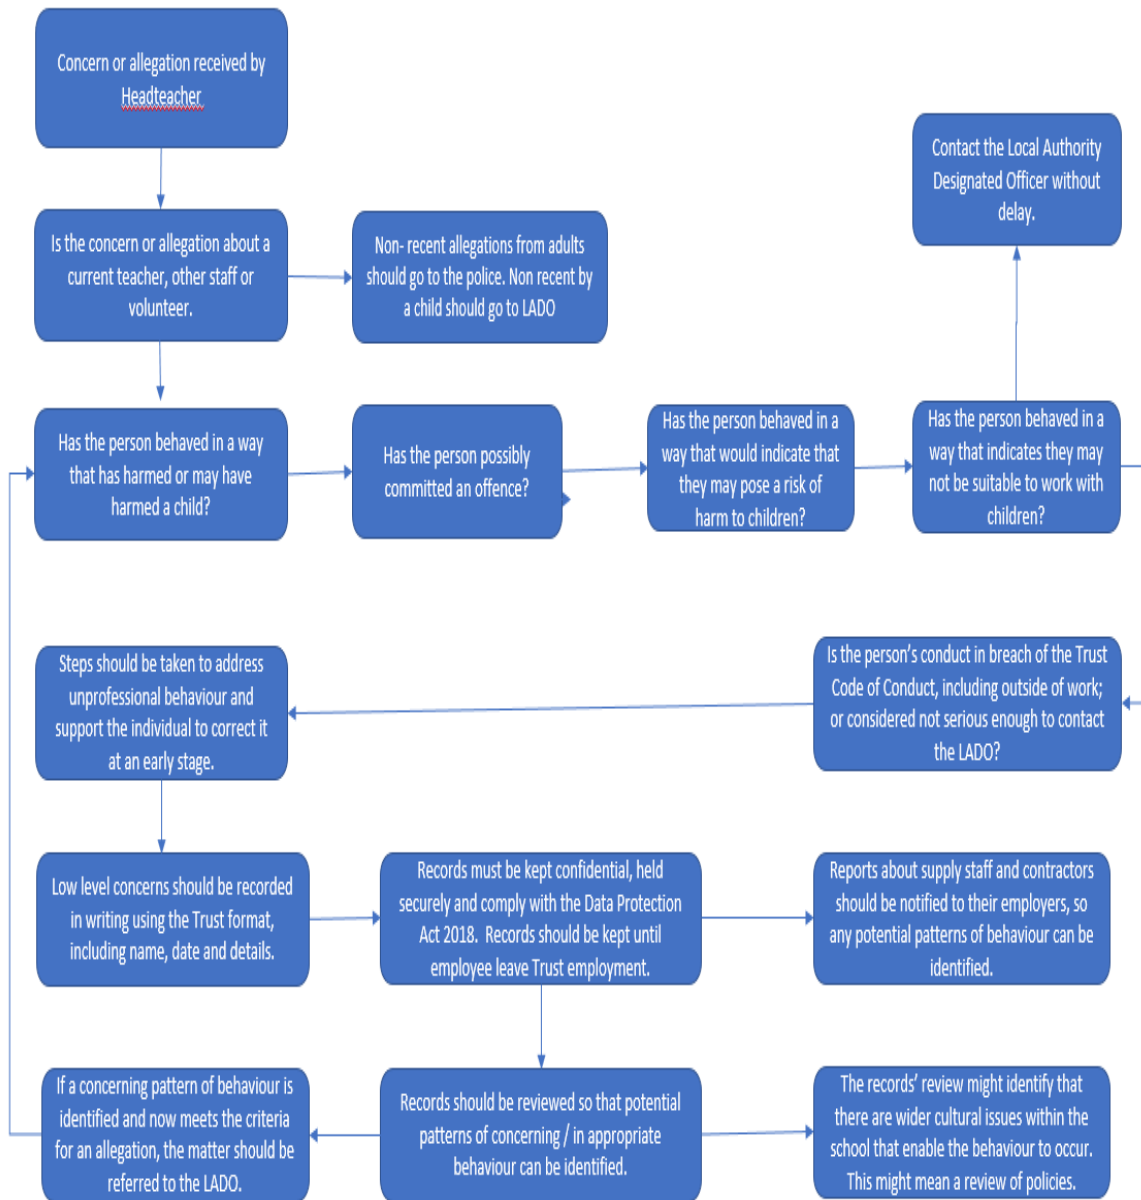 Concern or allegation received by
Headteacher
Contact the Local Authority
Designated Officer without
delay.
Is the concern or allegation about a
current teacher, other staff or
volunteer.
Non- recent allegations from adults
should go to the police. Non recent by
a child should go to LADO
Has the person behaved in a way
that has harmed or may have
harmed a child?
Has the person possibly
committed an offence?
Has the person behaved in a
way that would indicate that
they may pose a risk of
harm to children?
Has the person behaved in a
way that indicates they may
not be suitable to work with
children?
Steps should be taken to address
unprofessional behaviour and
support the individual to correct it
at an early stage.
Is the person’s conduct in breach of the Trust
Code of Conduct, including outside of work;
or considered not serious enough to contact
the LADO?
Low level concerns should be recorded
in writing using the Trust format,
including name, date and details.
Records must be kept confidential, held
securely and comply with the Data Protection
Act 2018. Records should be kept until
employee leave Trust employment.
Reports about supply staff and contractors
should be notified to their employers, so
any potential patterns of behaviour can be
identified.
If a concerning pattern of behaviour is
identified and now meets the criteria
for an allegation, the matter should be
referred to the LADO.
Records should be reviewed so that potential
patterns of concerning / in appropriate
behaviour can be identified.
The records’ review might identify that
there are wider cultural issues within the
school that enable the behaviour to occur.
This might mean a review of policies.